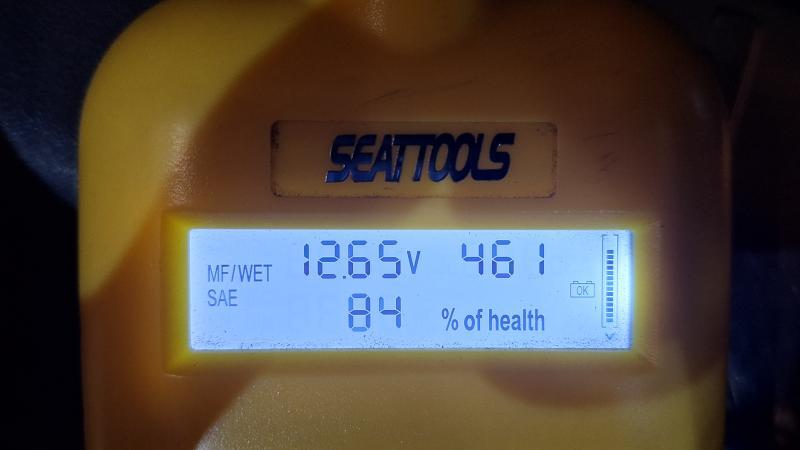 SEATTOOLS
MF/WET 12.65V 461
SAE 84 % of health
OK